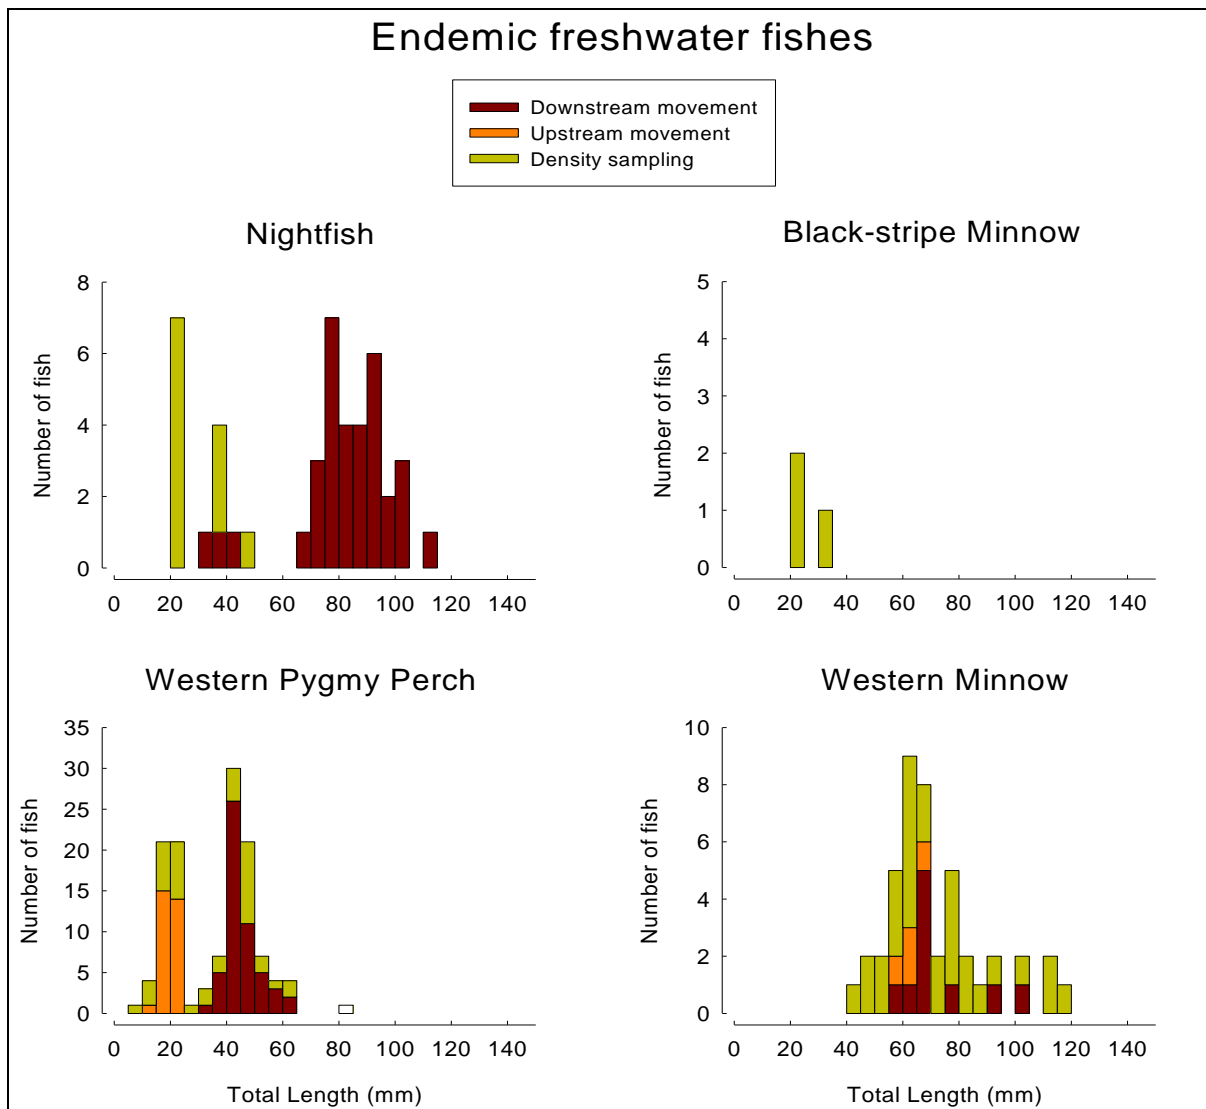 Endemic freshwater fishes
Downstream movement
Upstream movement
Density sampling
Nightfish
8
6
4
2
0
Number of fish
0 20 40 60 80 100 120 140
Black-stripe Minnow
5
4
3
2
1
0
Number of fish
0 20 40 60 80 100 120 140
Western Pygmy Perch
35
30
25
20
15
10
5
0
Number of fish
0 20 40 60 80 100 120 140
Total Length (mm)
Western Minnow
10
8
6
4
2
0
Number of fish
0 20 40 60 80 100 120 140
Total Length (mm)